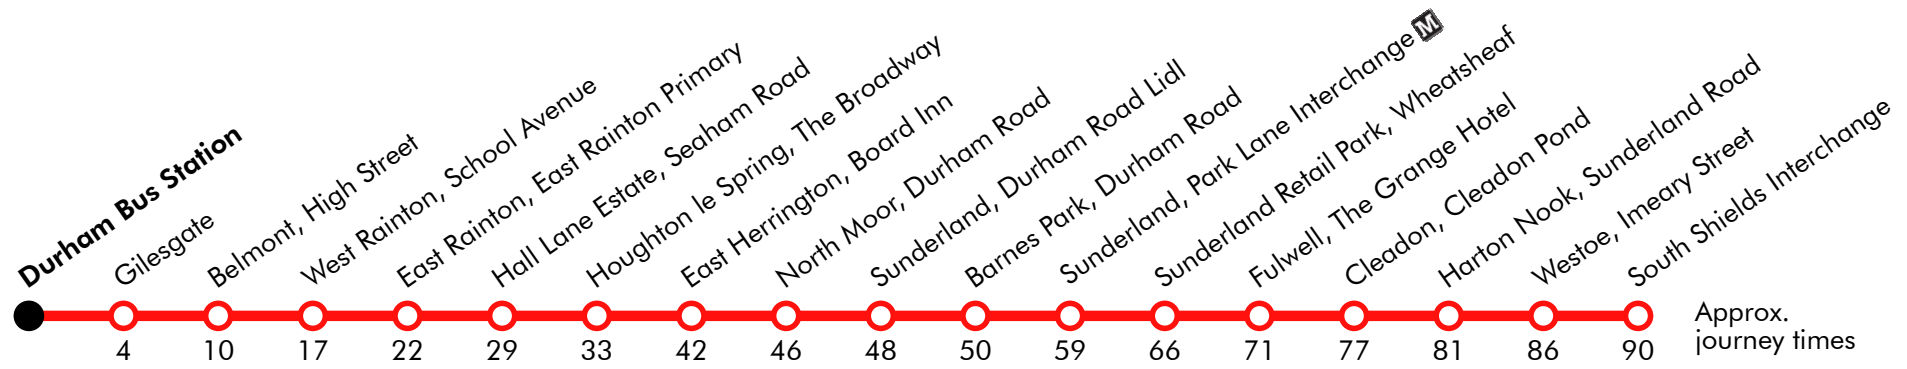 Durham Bus Station
Gilesgate
Belmont, High Street
West Rainton, School Avenue
East Rainton, East Rainton Primary
Hall Lane Estate, Seaham Road
Houghton le Spring, The Broadway
East Herrington, Board Inn
North Moor, Durham Road
Sunderland, Durham Road Lidl
Barnes Park, Durham Road
Sunderland, Park Lane Interchange M
Sunderland Retail Park, Wheatsheaf
Fulwell, The Grange Hotel
Cleadon, Cleadon Pond
Harton Nook, Sunderland Road
Westoe, Imeary Street
South Shields Interchange
4 10 17 22 29 33 42 46 48 50 59 66 71 77 81 86 90
Approx.
journey times